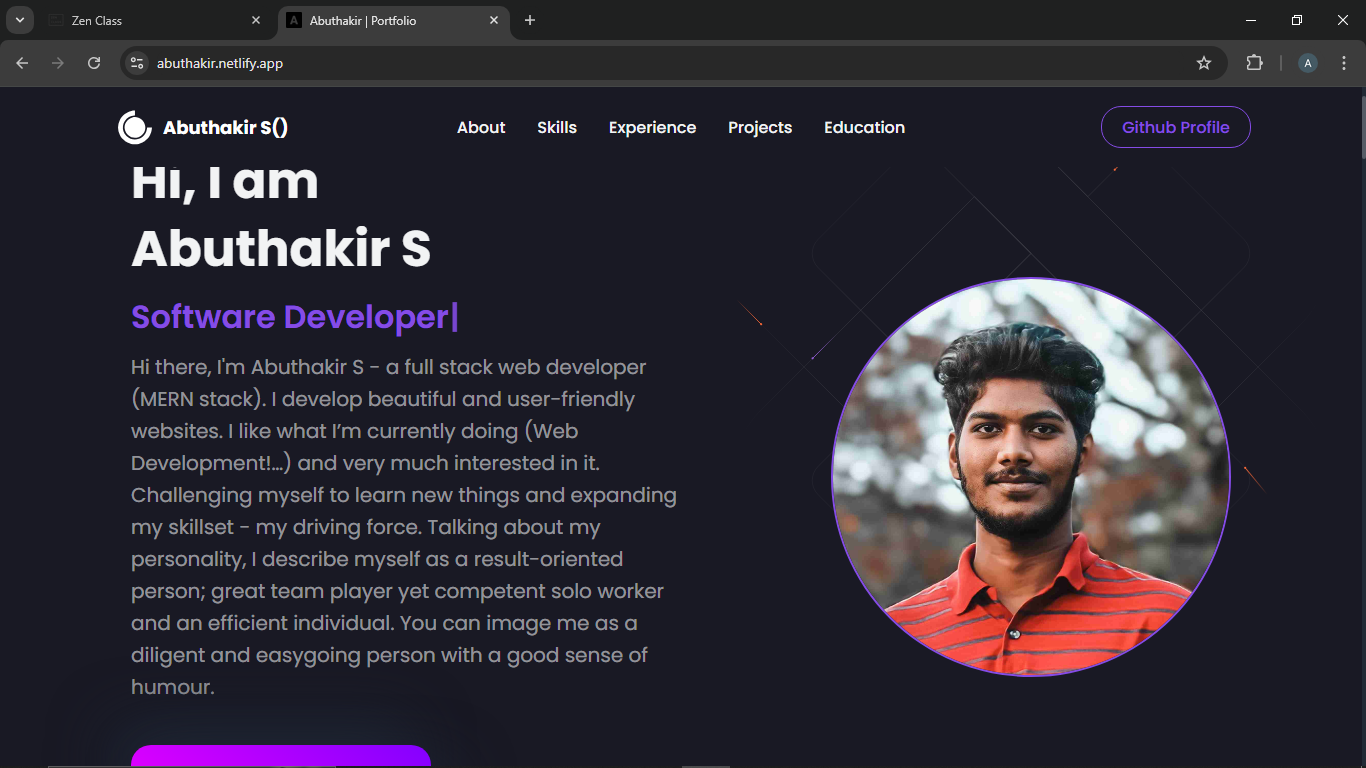 Zen Class
A
Abuthakir | Portfolio
abuthakir.netlify.app
A
Abuthakir S()
About
Skills
Experience
Projects
Education
Github Profile
Hi, I am
Abuthakir S
Software Developer|
Hi there, I'm Abuthakir S - a full stack web developer
(MERN stack). I develop beautiful and user-friendly
websites. I like what I’m currently doing (Web
Development!...) and very much interested in it.
Challenging myself to learn new things and expanding
my skillset - my driving force. Talking about my
personality, I describe myself as a result-oriented
person; great team player yet competent solo worker
and an efficient individual. You can image me as a
diligent and easygoing person with a good sense of
humour.